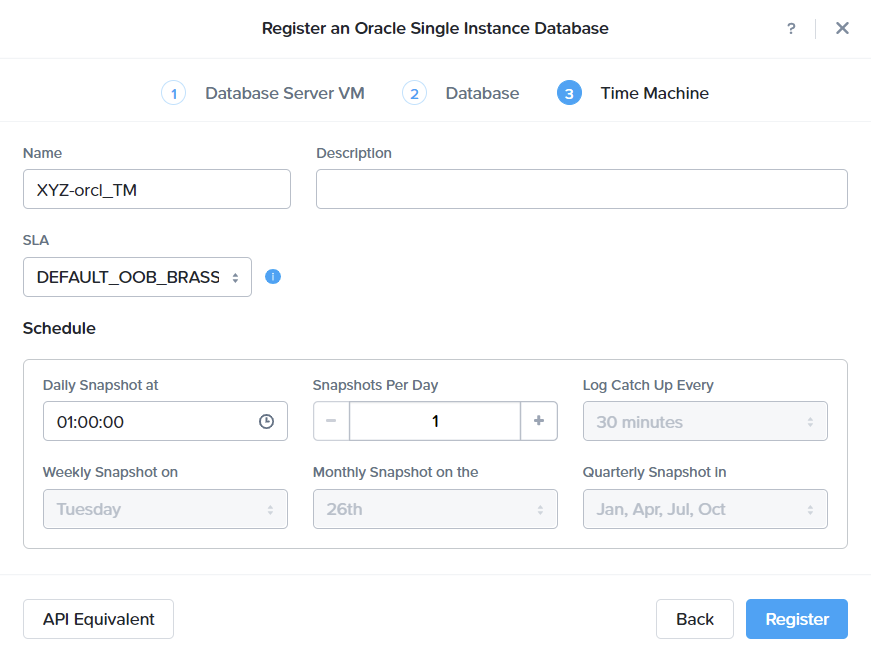 Register an Oracle Single Instance Database ?
1 Database Server VM 2 Database 3 Time Machine
Name Description
XYZ-orcl_TM
SLA
DEFAULT_OOB_BRASS i
Schedule
Daily Snapshot at Snapshots Per Day Log Catch Up Every
01:00:00 − 1 + 30 minutes
Weekly Snapshot on Monthly Snapshot on the Quarterly Snapshot in
Tuesday 26th Jan, Apr, Jul, Oct
API Equivalent Back Register